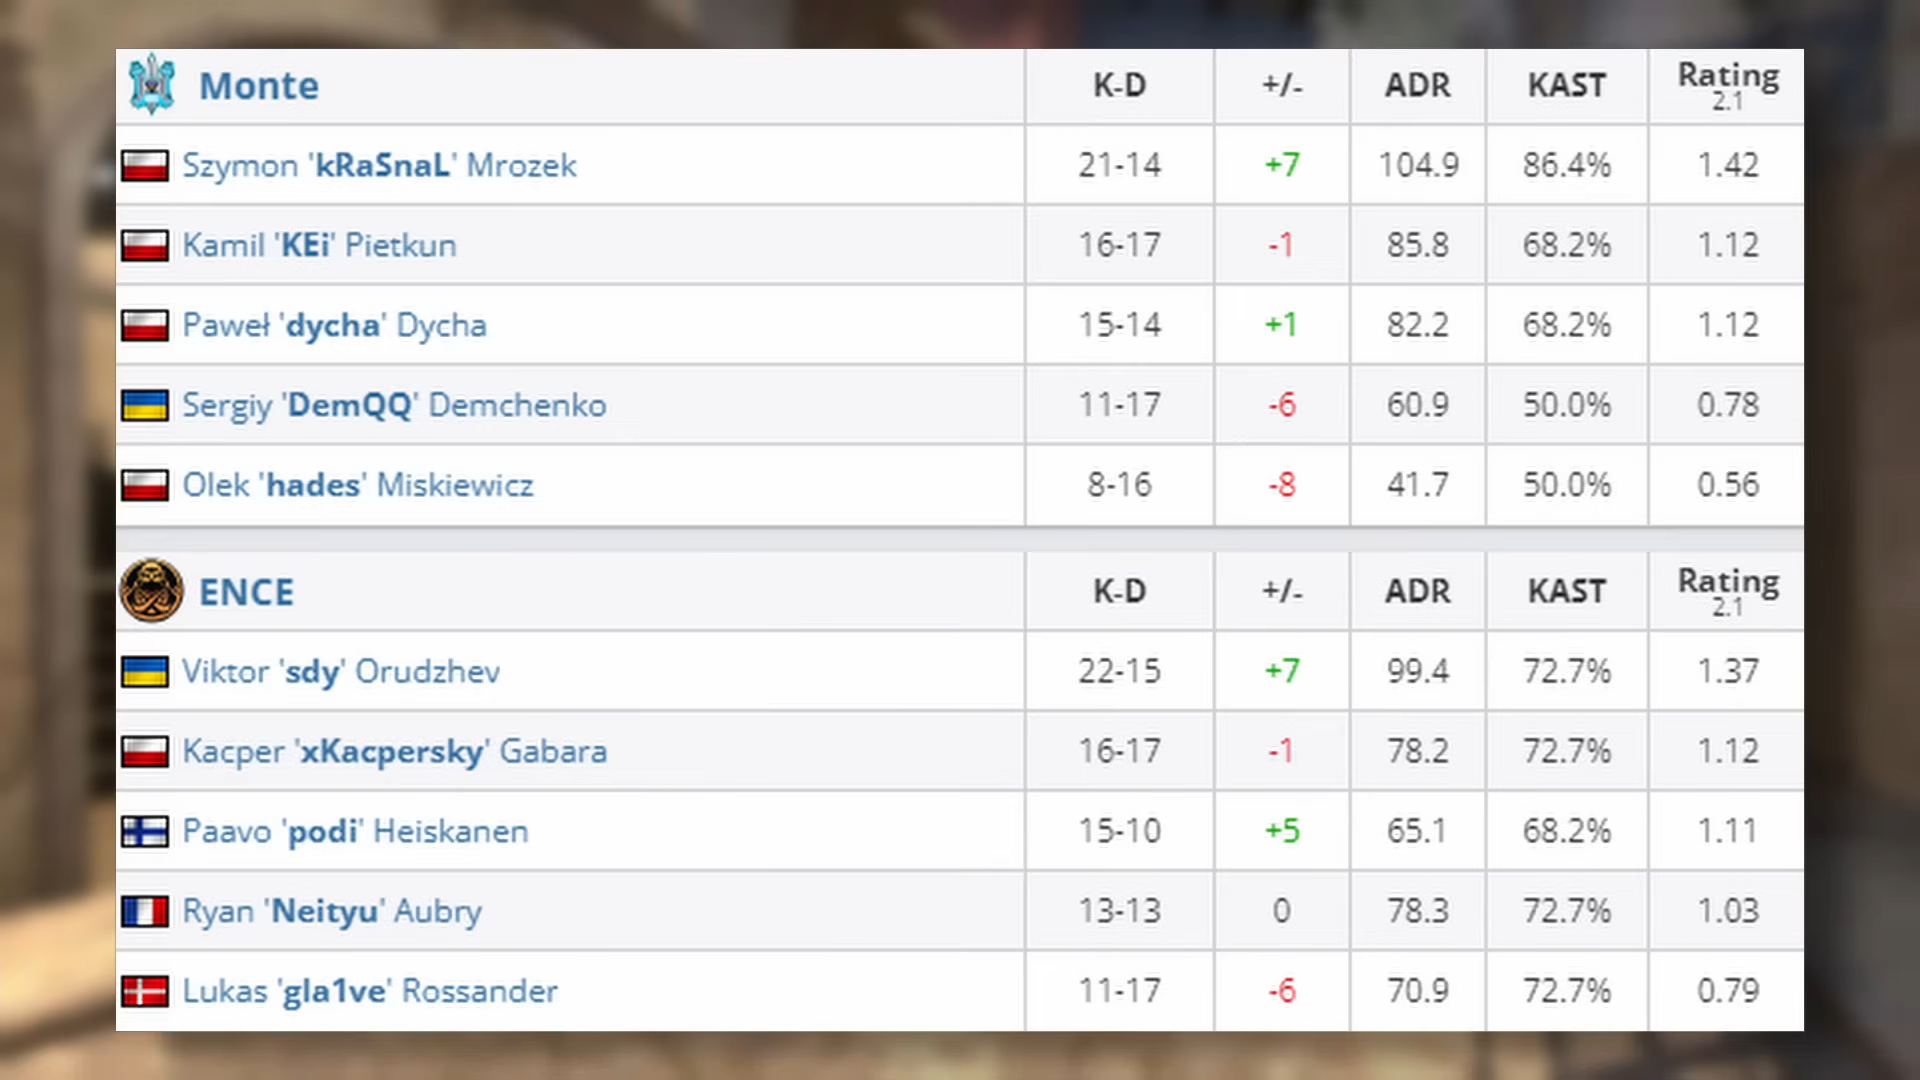 Monte K-D +/- ADR KAST Rating 2.1
Szymon 'kRaSnaL' Mrozek 21-14 +7 104.9 86.4% 1.42
Kamil 'KEi' Pietkun 16-17 -1 85.8 68.2% 1.12
Paweł 'dycha' Dycha 15-14 +1 82.2 68.2% 1.12
Sergiy 'DemQQ' Demchenko 11-17 -6 60.9 50.0% 0.78
Olek 'hades' Miskiewicz 8-16 -8 41.7 50.0% 0.56
ENCE K-D +/- ADR KAST Rating 2.1
Viktor 'sdy' Orudzhev 22-15 +7 99.4 72.7% 1.37
Kacper 'xKacpersky' Gabara 16-17 -1 78.2 72.7% 1.12
Paavo 'podi' Heiskanen 15-10 +5 65.1 68.2% 1.11
Ryan 'Neityu' Aubry 13-13 0 78.3 72.7% 1.03
Lukas 'gla1ve' Rossander 11-17 -6 70.9 72.7% 0.79